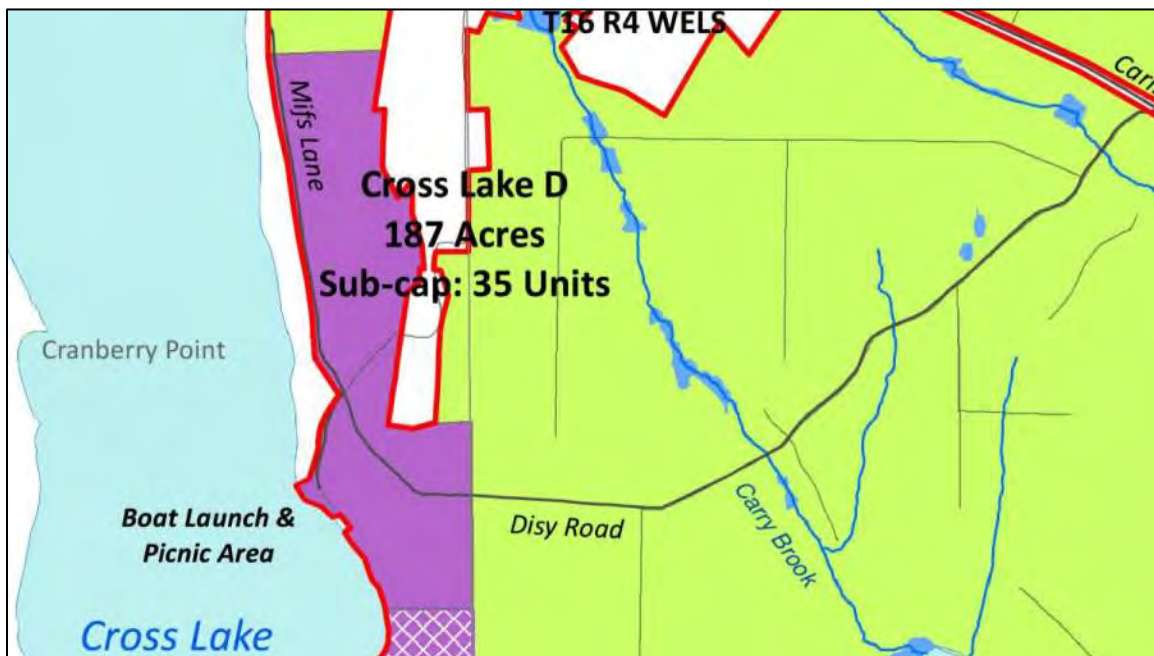 T16 R4 WELS
Mifs Lane
Cross Lake D
187 Acres
Sub-cap: 35 Units
Cranberry Point
Boat Launch &
Picnic Area
Disy Road
Carry Brook
Cross Lake